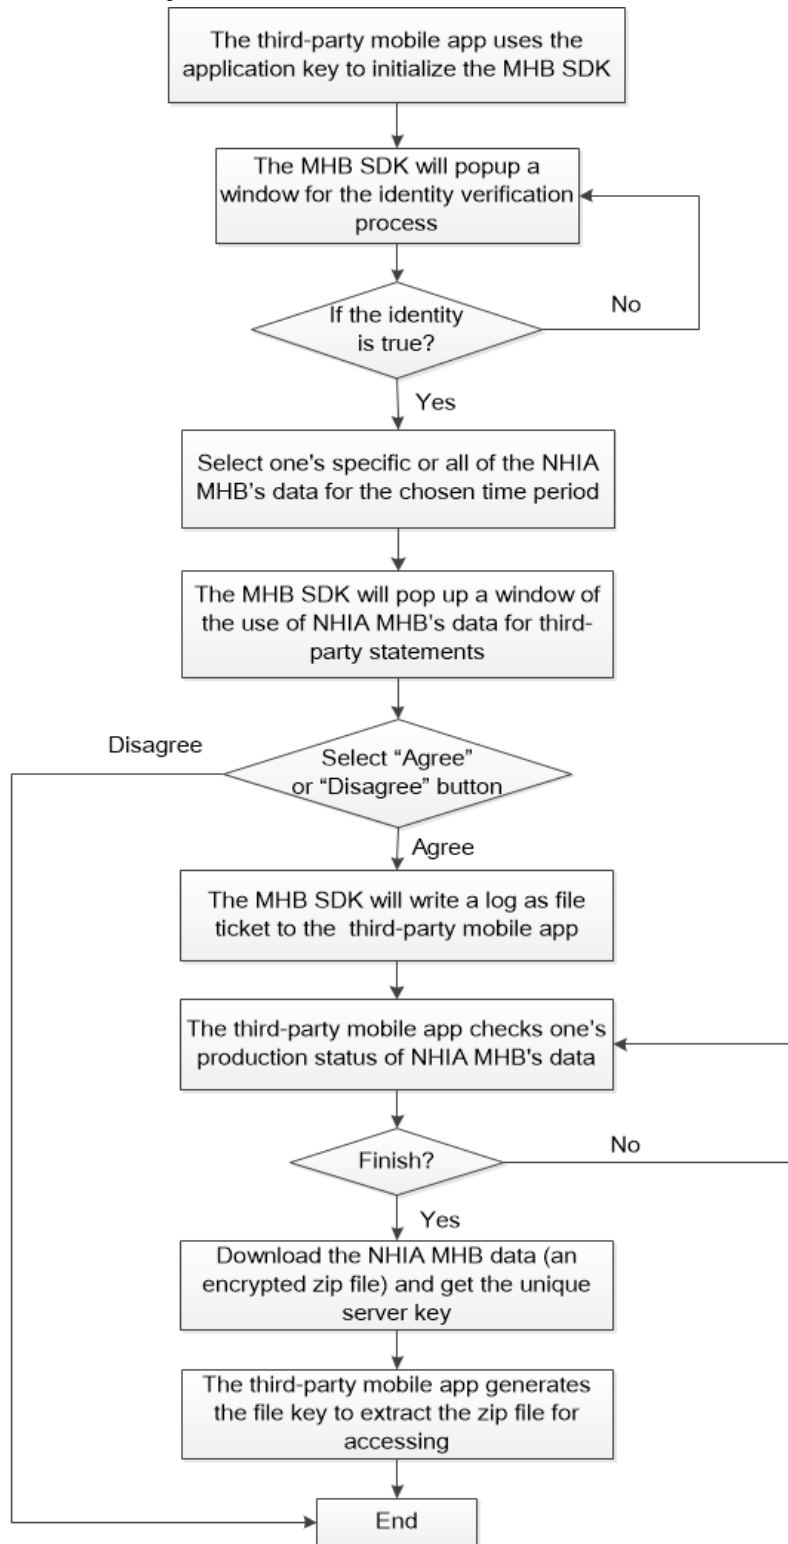 The third-party mobile app uses the
application key to initialize the MHB SDK
The MHB SDK will popup a
window for the identity verification
process
If the identity
is true?
No
Yes
Select one's specific or all of the NHIA
MHB's data for the chosen time period
The MHB SDK will pop up a window of
the use of NHIA MHB's data for third-
party statements
Disagree
Select “Agree”
or “Disagree” button
Agree
The MHB SDK will write a log as file
ticket to the third-party mobile app
The third-party mobile app checks one's
production status of NHIA MHB's data
Finish?
No
Yes
Download the NHIA MHB data (an
encrypted zip file) and get the unique
server key
The third-party mobile app generates
the file key to extract the zip file for
accessing
End